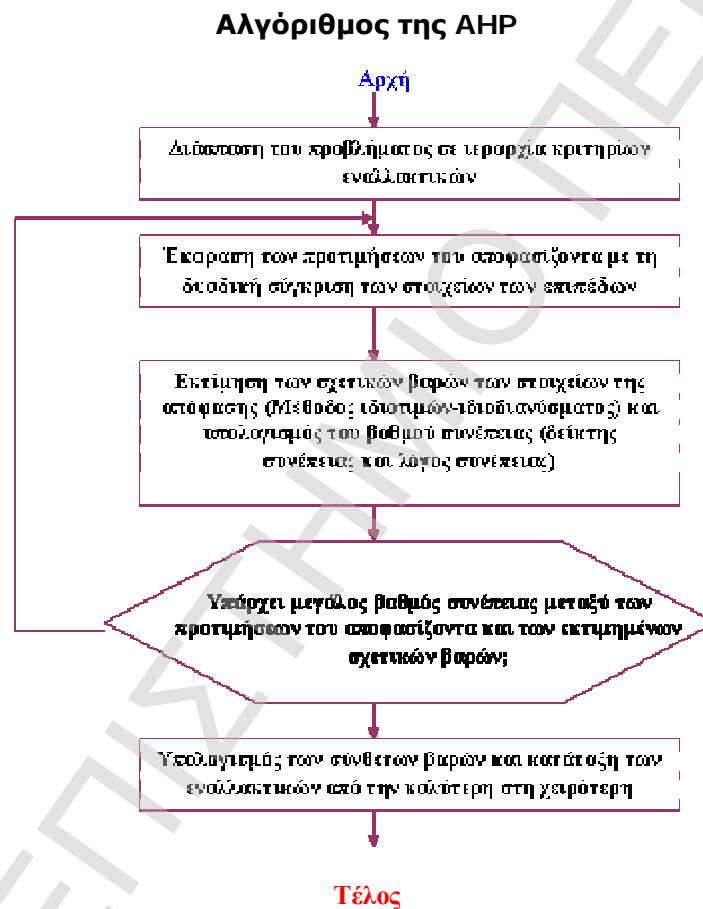 Αλγόριθμος της AHP
Αρχή
Διάσπαση του προβλήματος σε ιεραρχία κριτηρίων
εναλλακτικών
Έκφραση των προτιμήσεων του αποφασίζοντα με τη
δυαδική σύγκριση των στοιχείων των επιπέδων
Εκτίμηση των σχετικών βαρών των στοιχείων της
απόφασης (Μέθοδος ιδιοτιμών-ιδιοδιανύσματος) και
υπολογισμός του βαθμού συνέπειας (δείκτης
συνέπειας και λόγος συνέπειας)
Υπάρχει μεγάλος βαθμός συνέπειας μεταξύ των
προτιμήσεων του αποφασίζοντα και των εκτιμημένων
σχετικών βαρών;
Υπολογισμός των σύνθετων βαρών και κατάταξη των
εναλλακτικών από την καλύτερη στη χειρότερη
Τέλος